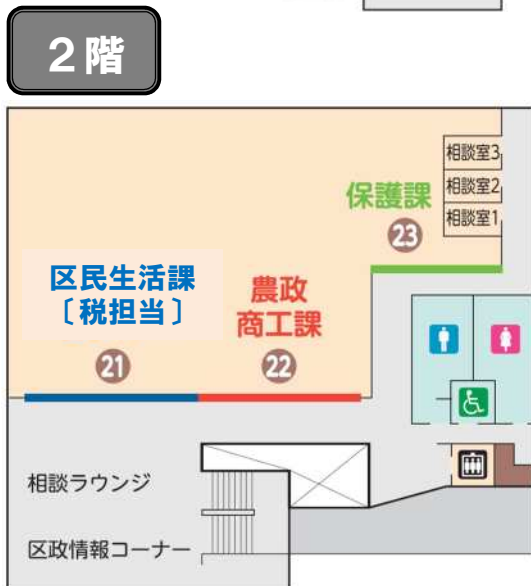 2階
相談室3
相談室2
相談室1
保護課
23
区民生活課
〔税担当〕
21
農政
商工課
22
相談ラウンジ
区政情報コーナー